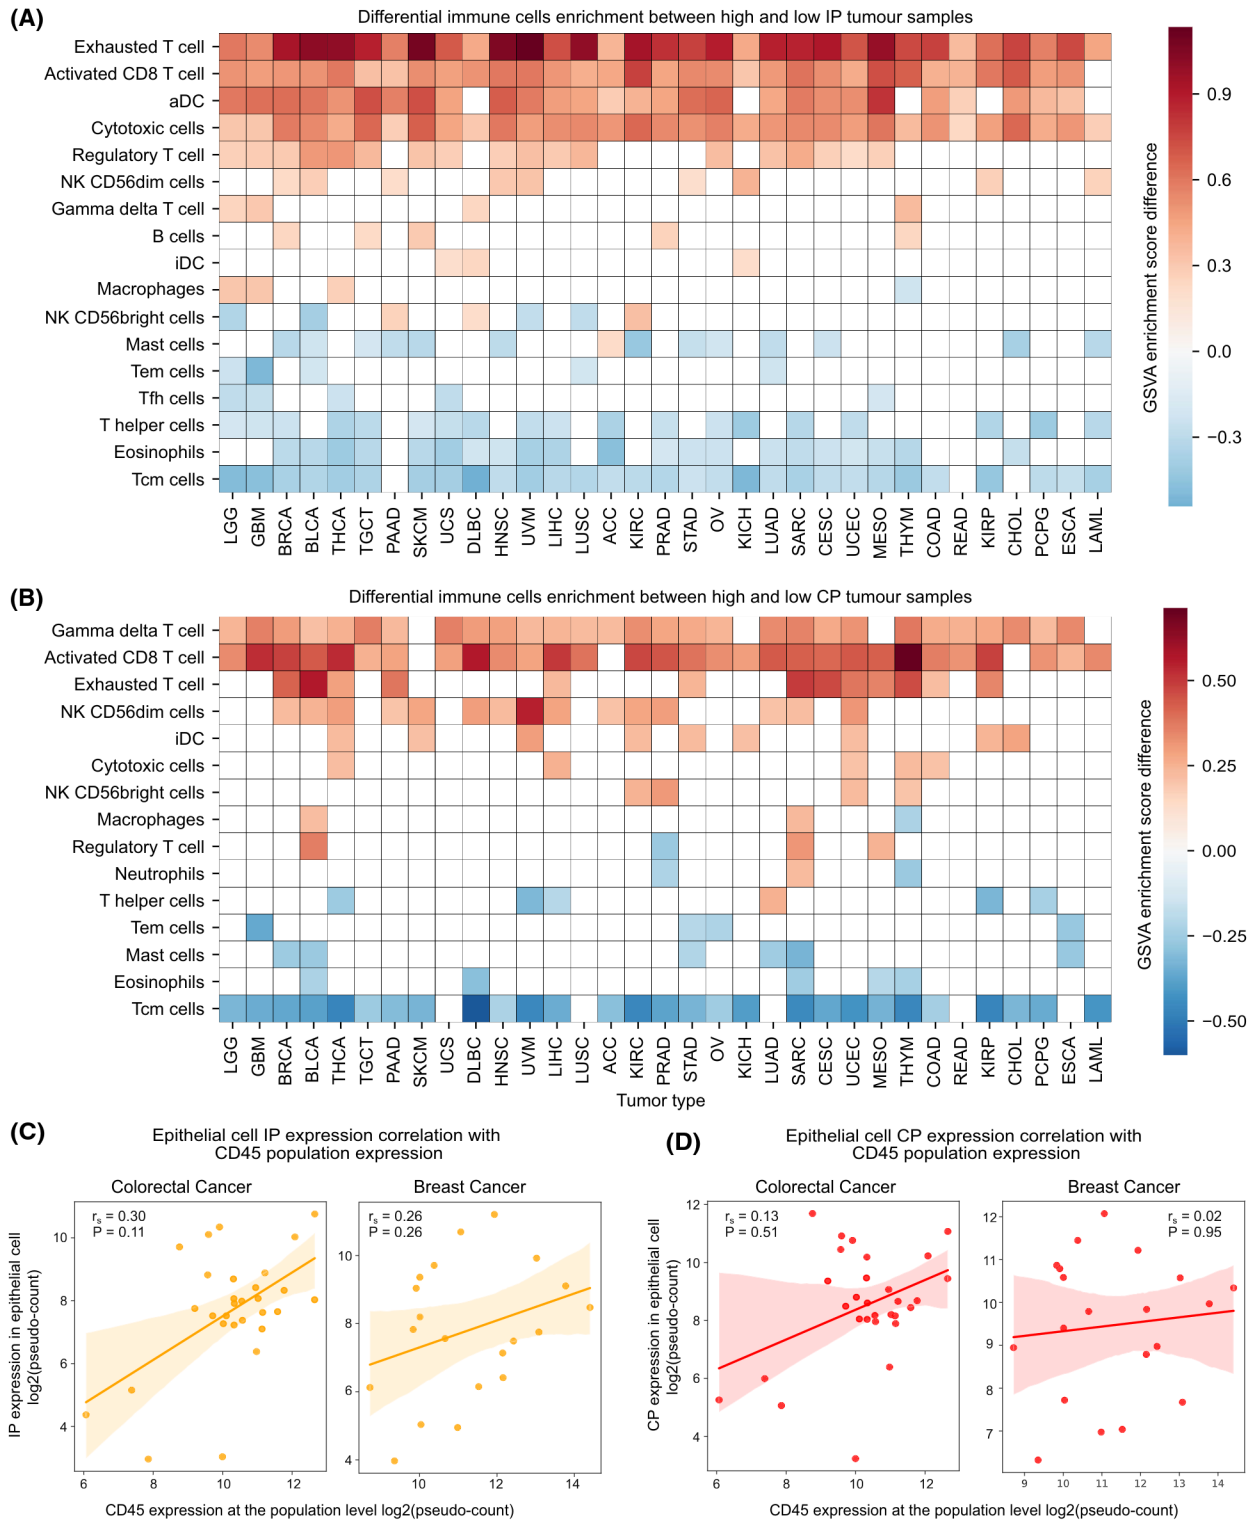 (A)
Differential immune cells enrichment between high and low IP tumour samples
Exhausted T cell
Activated CD8 T cell
aDC
Cytotoxic cells
Regulatory T cell
NK CD56dim cells
Gamma delta T cell
B cells
iDC
Macrophages
NK CD56bright cells
Mast cells
Tem cells
Tfh cells
T helper cells
Eosinophils
Tcm cells
LGG GBM BRCA BLCA THCA TGCT PAAD SKCM UCS DLBC HNSC UVM LIHC LUSC ACC KIRC PRAD STAD OV KICH LUAD SARC CESC UCEC MESO THYM COAD READ KIRP CHOL PCPG ESCA LAML
0.9
0.6
0.3
0.0
−0.3
GSVA enrichment score difference
(B)
Differential immune cells enrichment between high and low CP tumour samples
Gamma delta T cell
Activated CD8 T cell
Exhausted T cell
NK CD56dim cells
iDC
Cytotoxic cells
NK CD56bright cells
Macrophages
Regulatory T cell
Neutrophils
T helper cells
Tem cells
Mast cells
Eosinophils
Tcm cells
LGG GBM BRCA BLCA THCA TGCT PAAD SKCM UCS DLBC HNSC UVM LIHC LUSC ACC KIRC PRAD STAD OV KICH LUAD SARC CESC UCEC MESO THYM COAD READ KIRP CHOL PCPG ESCA LAML
Tumor type
0.50
0.25
0.00
−0.25
−0.50
GSVA enrichment score difference
(C)
Epithelial cell IP expression correlation with
CD45 population expression
Colorectal Cancer
rs = 0.30
P = 0.11
10
8
6
4
6 8 10 12
IP expression in epithelial cell
log2(pseudo-count)
Breast Cancer
rs = 0.26
P = 0.26
10
8
6
4
10 12 14
CD45 expression at the population level log2(pseudo-count)
(D)
Epithelial cell CP expression correlation with
CD45 population expression
Colorectal Cancer
rs = 0.13
P = 0.51
12
10
8
6
4
6 8 10 12
CP expression in epithelial cell
log2(pseudo-count)
Breast Cancer
rs = 0.02
P = 0.95
12
11
10
9
8
7
9 10 11 12 13 14
CD45 expression at the population level log2(pseudo-count)